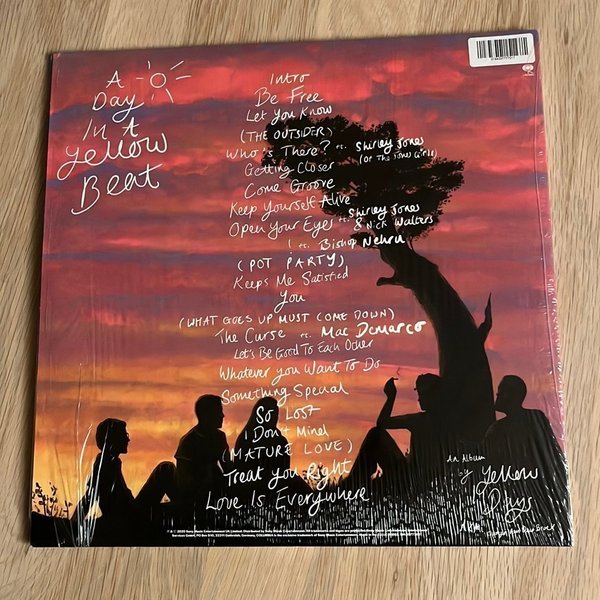 A
Day
In A
Yellow
Beat
Intro
Be Free
Let You Know
(THE OUTSIDER)
Who's There? ft. Shirley Jones
(of The Jones Girls)
Getting Closer
Come Groove
Keep Yourself Alive
Open Your Eyes ft. Shirley Jones
& Nick Walters
! ft. Bishop Nehru
(POT PARTY)
Keeps Me Satisfied
You
(WHAT GOES UP MUST COME DOWN)
The Curse ft. Mac Demarco
Let's Be Good To Each Other
Whatever you Want To Do
Something Special
So Lost
I Don't Mind
(MATURE LOVE)
Treat You Right
Love Is Everywhere
An Album
by Yellow
Days